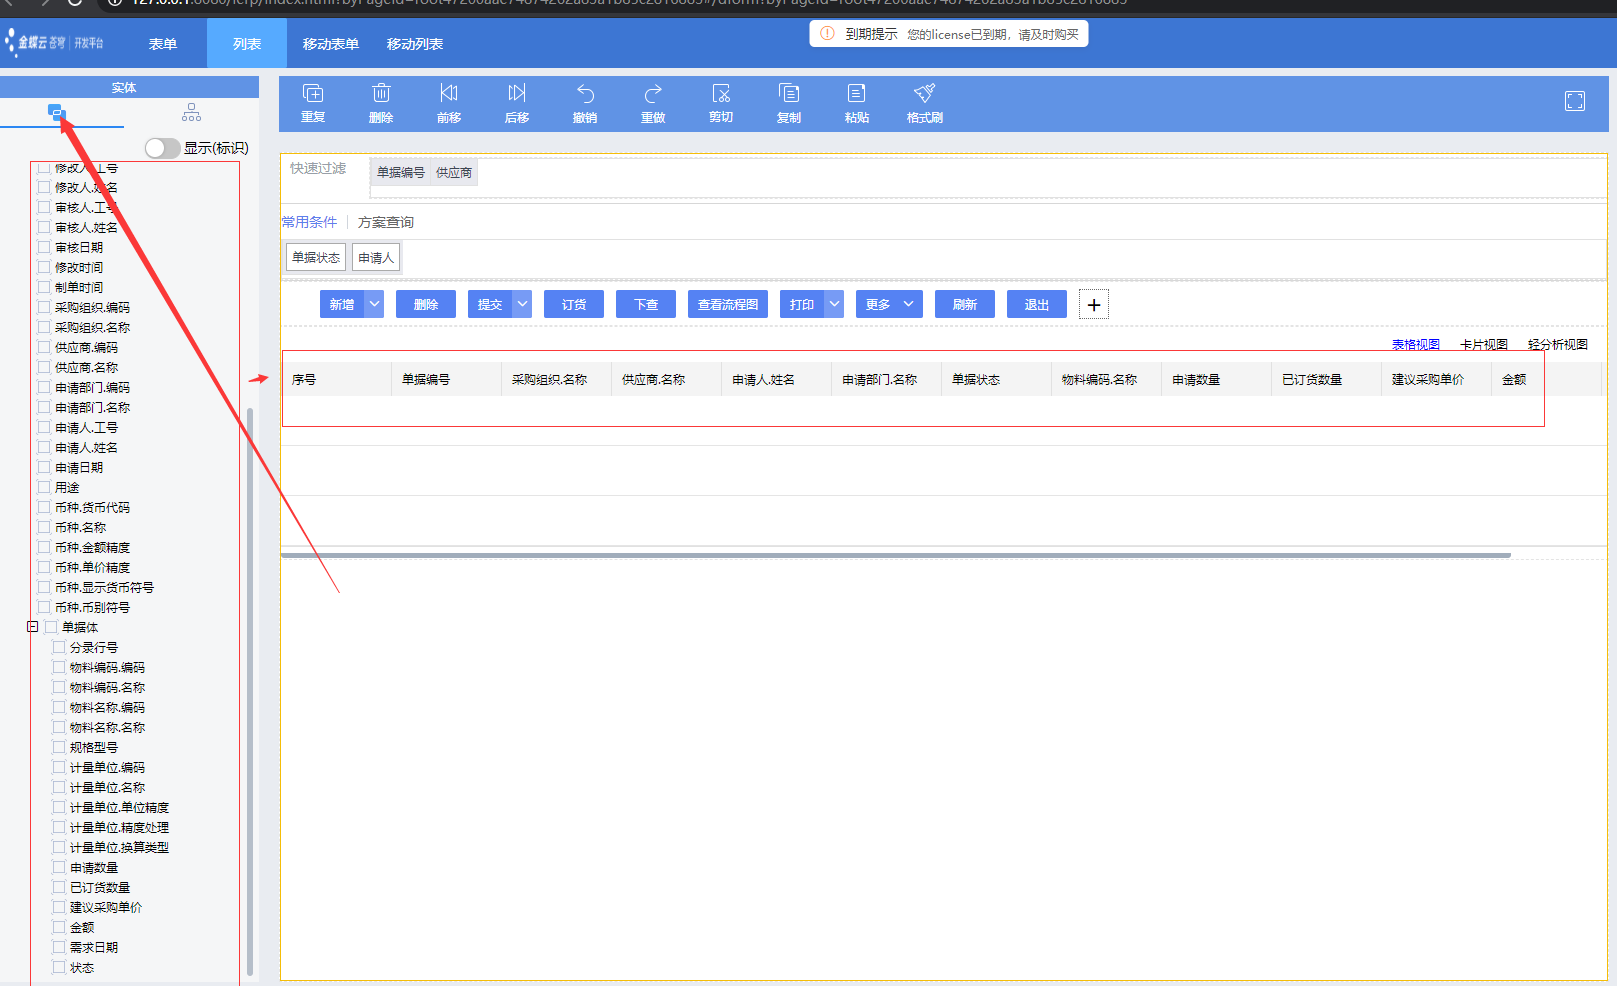 127.0.0.1:8080/ierp/index.html?
金蝶云 苍穹 | 开发平台
表单
列表
移动表单
移动列表
到期提示 您的license已到期，请及时购买
实体
显示(标识)
修改人.工号
修改人.姓名
审核人.工号
审核人.姓名
审核日期
修改时间
制单时间
采购组织.编码
采购组织.名称
供应商.编码
供应商.名称
申请部门.编码
申请部门.名称
申请人.工号
申请人.姓名
申请日期
用途
币种.货币代码
币种.名称
币种.金额精度
币种.单价精度
币种.显示货币符号
币种.币别符号
单据体
分录行号
物料编码.编码
物料编码.名称
物料名称.编码
物料名称.名称
规格型号
计量单位.编码
计量单位.名称
计量单位.单位精度
计量单位.精度处理
计量单位.换算类型
申请数量
已订货数量
建议采购单价
金额
需求日期
状态
重复 删除 前移 后移 撤销 重做 剪切 复制 粘贴 格式刷
快速过滤 单据编号 供应商
常用条件 方案查询
单据状态 申请人
新增 删除 提交 订货 下查 查看流程图 打印 更多 刷新 退出 +
表格视图 卡片视图 轻分析视图
序号 单据编号 采购组织.名称 供应商.名称 申请人.姓名 申请部门.名称 单据状态 物料编码.名称 申请数量 已订货数量 建议采购单价 金额